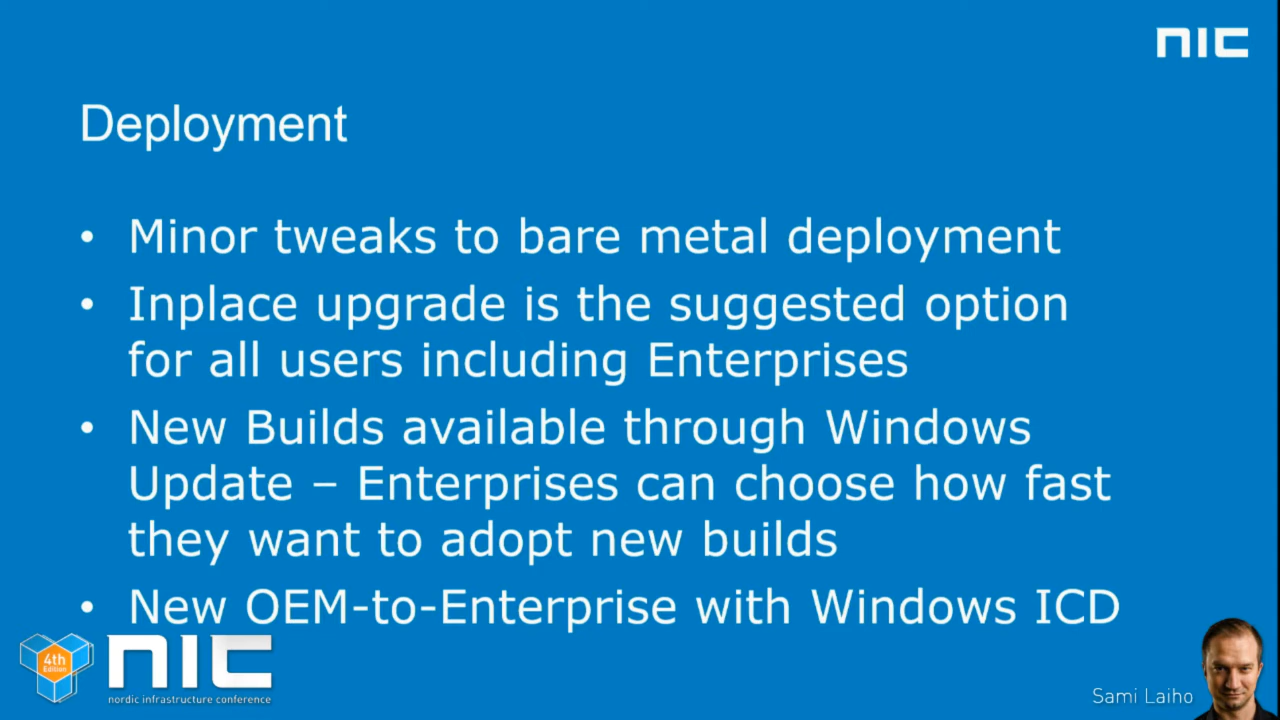 nic
Deployment
• Minor tweaks to bare metal deployment
• Inplace upgrade is the suggested option
for all users including Enterprises
• New Builds available through Windows
Update – Enterprises can choose how fast
they want to adopt new builds
• New OEM-to-Enterprise with Windows ICD
4th
Edition
nic
nordic infrastructure conference
Sami Laiho